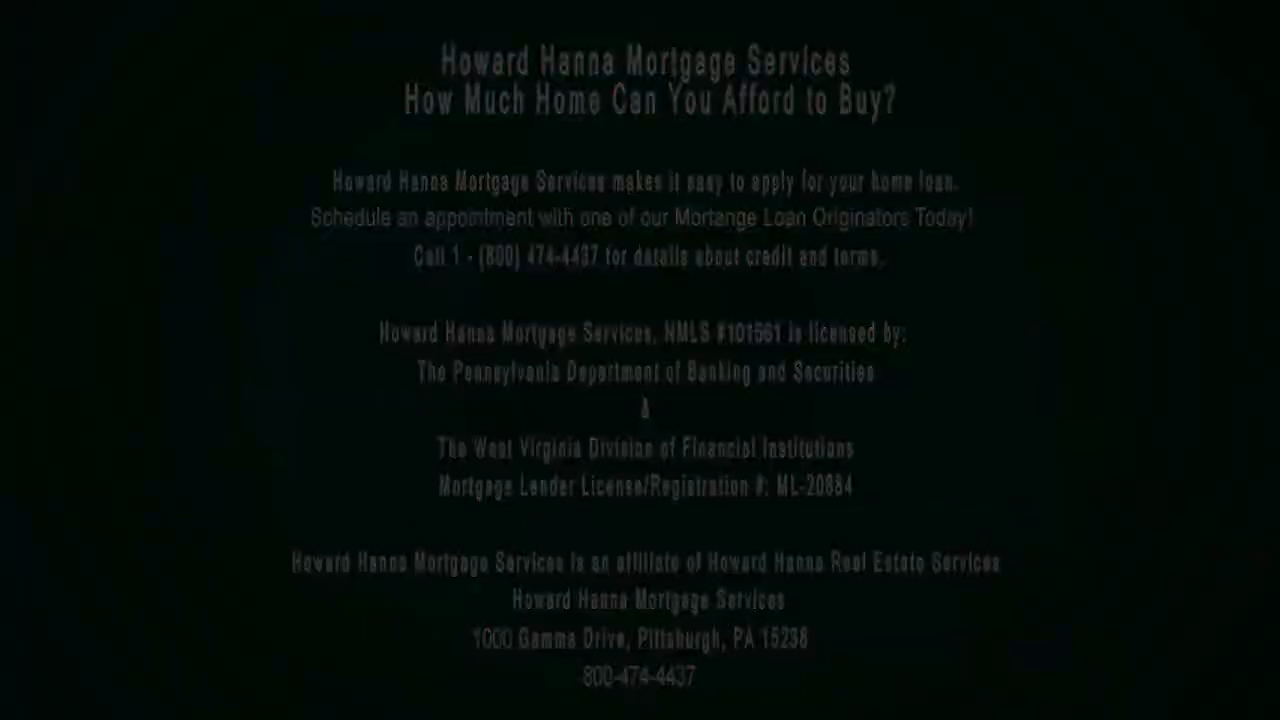 Howard Hanna Mortgage Services
How Much Home Can You Afford to Buy?
Howard Hanna Mortgage Services makes it easy to apply for your home loan.
Schedule an appointment with one of our Mortange Loan Originators Today!
Call 1 - (800) 474-4437 for details about credit and terms.
Howard Hanna Mortgage Services, NMLS #101561 is licensed by:
The Pennsylvania Department of Banking and Securities
&
The West Virginia Division of Financial Institutions
Mortgage Lender License/Registration #: ML-20884
Howard Hanna Mortgage Services is an affiliate of Howard Hanna Real Estate Services
Howard Hanna Mortgage Services
1000 Gamma Drive, Pittsburgh, PA 15238
800-474-4437